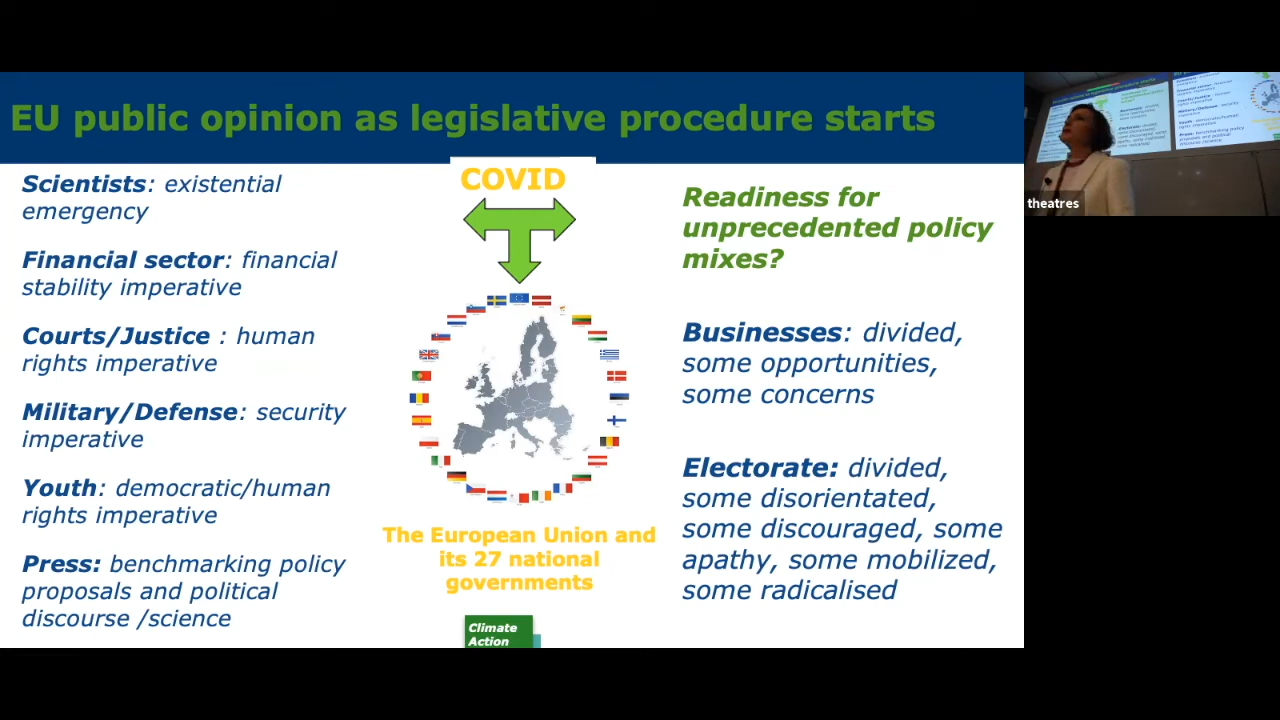 EU public opinion as legislative procedure starts
Scientists: existential
emergency
Financial sector: financial
stability imperative
Courts/Justice : human
rights imperative
Military/Defense: security
imperative
Youth: democratic/human
rights imperative
Press: benchmarking policy
proposals and political
discourse /science
COVID
The European Union and
its 27 national
governments
Climate
Action
Readiness for
unprecedented policy
mixes?
Businesses: divided,
some opportunities,
some concerns
Electorate: divided,
some disorientated,
some discouraged, some
apathy, some mobilized,
some radicalised
theatres